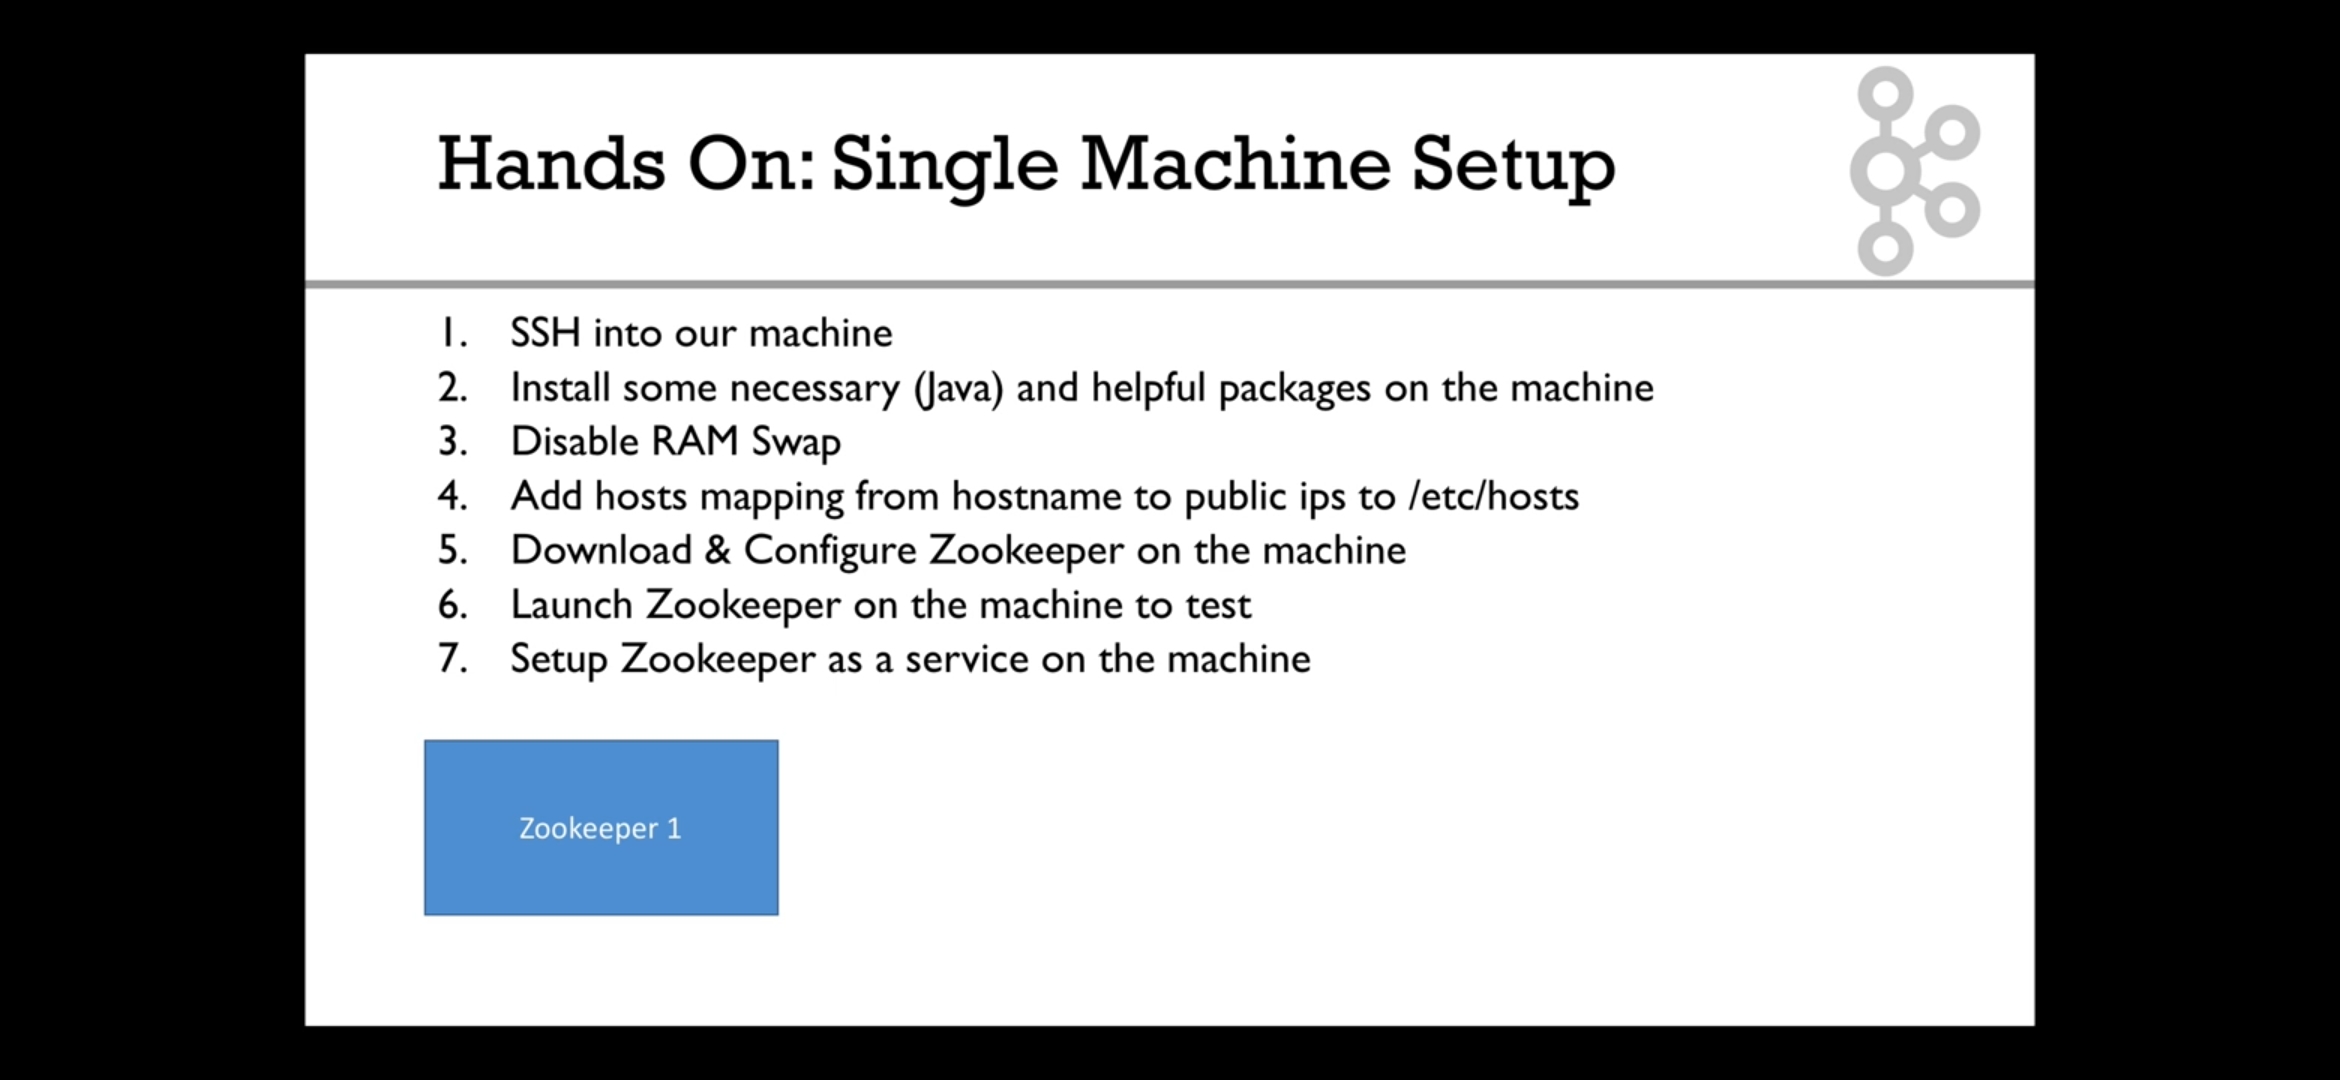 Hands On: Single Machine Setup
1. SSH into our machine
2. Install some necessary (Java) and helpful packages on the machine
3. Disable RAM Swap
4. Add hosts mapping from hostname to public ips to /etc/hosts
5. Download & Configure Zookeeper on the machine
6. Launch Zookeeper on the machine to test
7. Setup Zookeeper as a service on the machine
Zookeeper 1